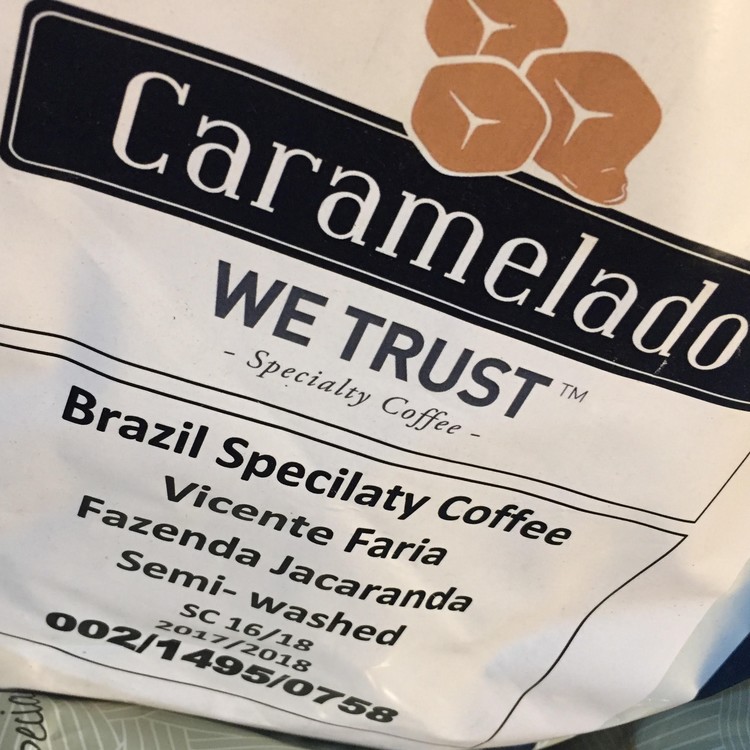 Caramelado
WE TRUST™
- Specialty Coffee -
Brazil Specilaty Coffee
Vicente Faria
Fazenda Jacaranda
Semi- washed
SC 16/18
2017/2018
002/1495/0758